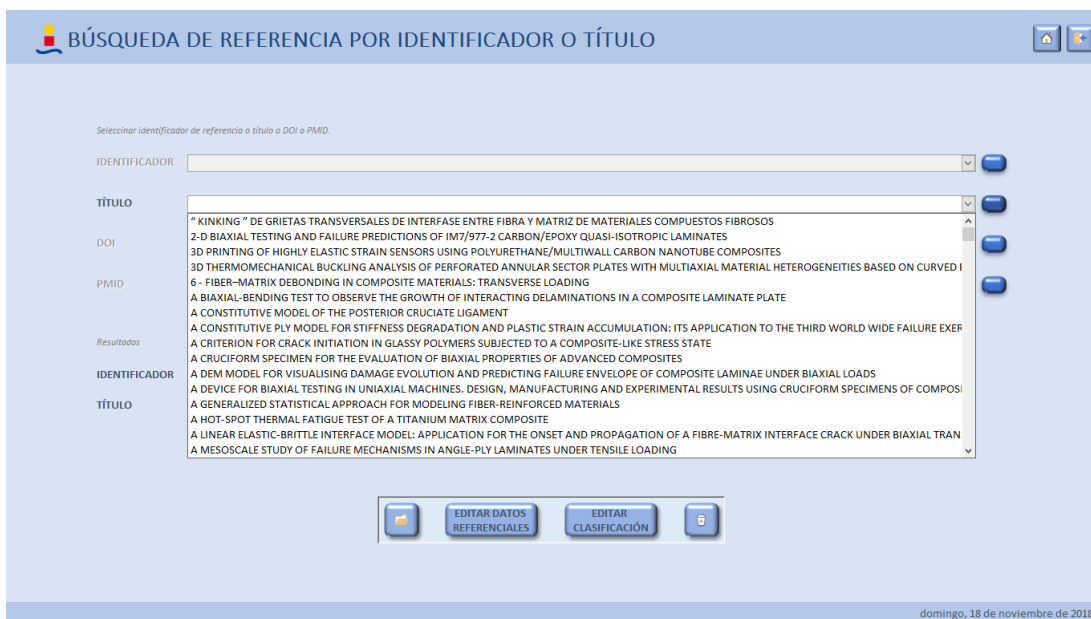 BÚSQUEDA DE REFERENCIA POR IDENTIFICADOR O TÍTULO
Seleccinar identificador de referencia o título o DOI o PMID.
IDENTIFICADOR
TÍTULO
" KINKING " DE GRIETAS TRANSVERSALES DE INTERFASE ENTRE FIBRA Y MATRIZ DE MATERIALES COMPUESTOS FIBROSOS
2-D BIAXIAL TESTING AND FAILURE PREDICTIONS OF IM7/977-2 CARBON/EPOXY QUASI-ISOTROPIC LAMINATES
DOI
3D PRINTING OF HIGHLY ELASTIC STRAIN SENSORS USING POLYURETHANE/MULTIWALL CARBON NANOTUBE COMPOSITES
3D THERMOMECHANICAL BUCKLING ANALYSIS OF PERFORATED ANNULAR SECTOR PLATES WITH MULTIAXIAL MATERIAL HETEROGENEITIES BASED ON CURVED
PMID
6 - FIBER–MATRIX DEBONDING IN COMPOSITE MATERIALS: TRANSVERSE LOADING
A BIAXIAL-BENDING TEST TO OBSERVE THE GROWTH OF INTERACTING DELAMINATIONS IN A COMPOSITE LAMINATE PLATE
A CONSTITUTIVE MODEL OF THE POSTERIOR CRUCIATE LIGAMENT
A CONSTITUTIVE PLY MODEL FOR STIFFNESS DEGRADATION AND PLASTIC STRAIN ACCUMULATION: ITS APPLICATION TO THE THIRD WORLD WIDE FAILURE EXER
Resultados
A CRITERION FOR CRACK INITIATION IN GLASSY POLYMERS SUBJECTED TO A COMPOSITE-LIKE STRESS STATE
A CRUCIFORM SPECIMEN FOR THE EVALUATION OF BIAXIAL PROPERTIES OF ADVANCED COMPOSITES
IDENTIFICADOR
A DEM MODEL FOR VISUALISING DAMAGE EVOLUTION AND PREDICTING FAILURE ENVELOPE OF COMPOSITE LAMINAE UNDER BIAXIAL LOADS
A DEVICE FOR BIAXIAL TESTING IN UNIAXIAL MACHINES. DESIGN, MANUFACTURING AND EXPERIMENTAL RESULTS USING CRUCIFORM SPECIMENS OF COMPOSI
TÍTULO
A GENERALIZED STATISTICAL APPROACH FOR MODELING FIBER-REINFORCED MATERIALS
A HOT-SPOT THERMAL FATIGUE TEST OF A TITANIUM MATRIX COMPOSITE
A LINEAR ELASTIC-BRITTLE INTERFACE MODEL: APPLICATION FOR THE ONSET AND PROPAGATION OF A FIBRE-MATRIX INTERFACE CRACK UNDER BIAXIAL TRAN
A MESOSCALE STUDY OF FAILURE MECHANISMS IN ANGLE-PLY LAMINATES UNDER TENSILE LOADING
EDITAR DATOS
REFERENCIALES
EDITAR
CLASIFICACIÓN
domingo, 18 de noviembre de 2018